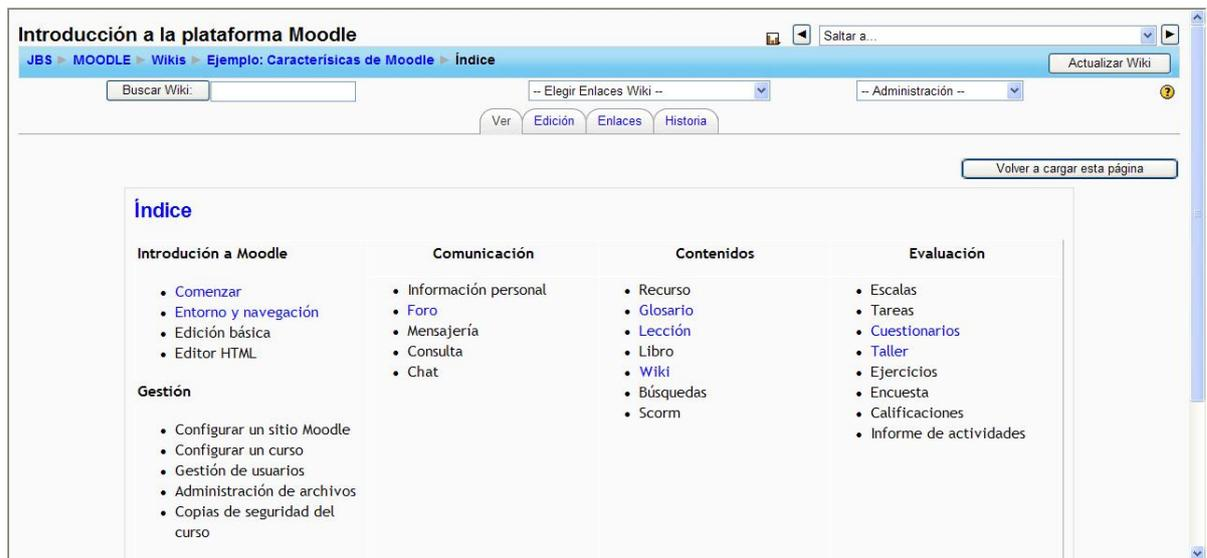 Introducción a la plataforma Moodle
Saltar a...
JBS ► MOODLE ► Wikis ► Ejemplo: Caracterísicas de Moodle ► Índice
Actualizar Wiki
Buscar Wiki:
-- Elegir Enlaces Wiki --
-- Administración --
?
Ver
Edición
Enlaces
Historia
Volver a cargar esta página
Índice
Introdución a Moodle
• Comenzar
• Entorno y navegación
• Edición básica
• Editor HTML
Gestión
• Configurar un sitio Moodle
• Configurar un curso
• Gestión de usuarios
• Administración de archivos
• Copias de seguridad del
curso
Comunicación
• Información personal
• Foro
• Mensajería
• Consulta
• Chat
Contenidos
• Recurso
• Glosario
• Lección
• Libro
• Wiki
• Búsquedas
• Scorm
Evaluación
• Escalas
• Tareas
• Cuestionarios
• Taller
• Ejercicios
• Encuesta
• Calificaciones
• Informe de actividades